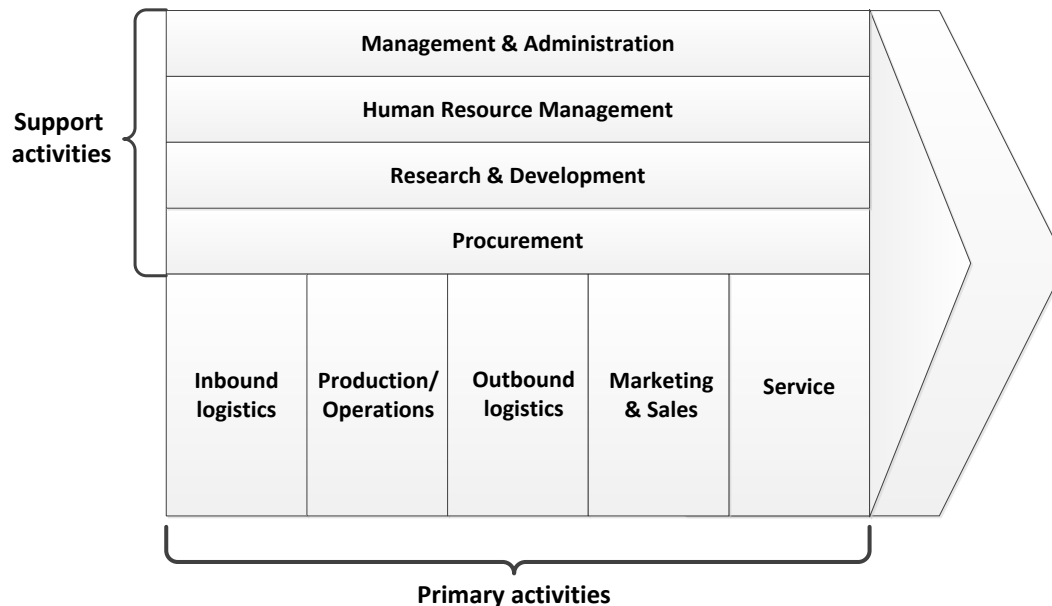 Management & Administration
Human Resource Management
Support
activities
Research & Development
Procurement
Inbound
logistics
Production/
Operations
Outbound
logistics
Marketing
& Sales
Service
Primary activities